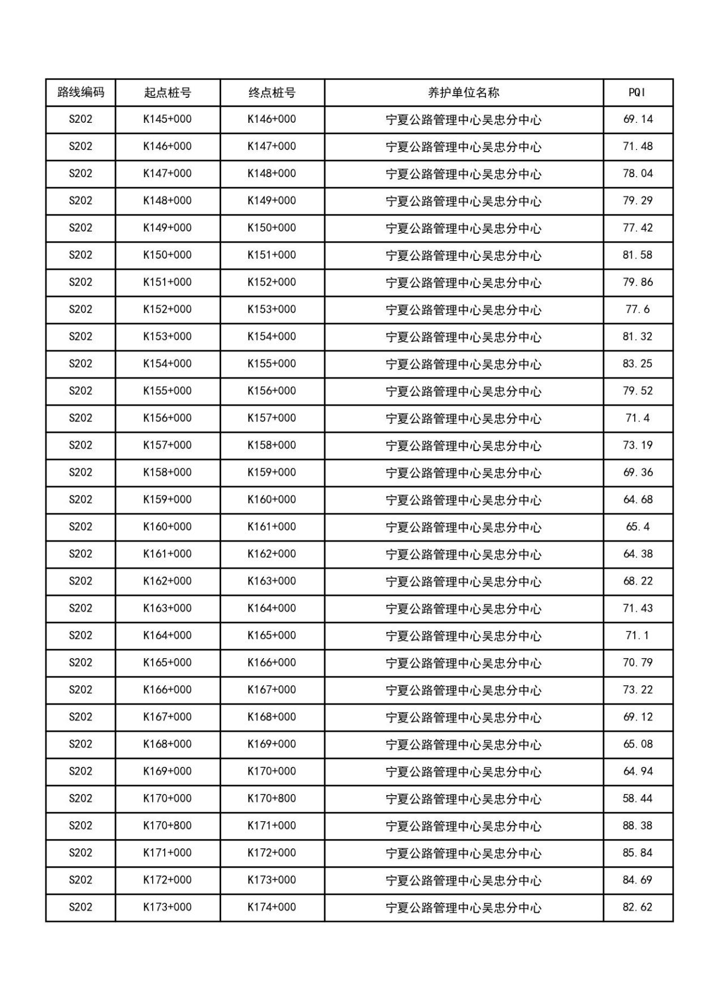 路线编码 起点桩号 终点桩号 养护单位名称 PQI
S202 K145+000 K146+000 宁夏公路管理中心吴忠分中心 69.14
S202 K146+000 K147+000 宁夏公路管理中心吴忠分中心 71.48
S202 K147+000 K148+000 宁夏公路管理中心吴忠分中心 78.04
S202 K148+000 K149+000 宁夏公路管理中心吴忠分中心 79.29
S202 K149+000 K150+000 宁夏公路管理中心吴忠分中心 77.42
S202 K150+000 K151+000 宁夏公路管理中心吴忠分中心 81.58
S202 K151+000 K152+000 宁夏公路管理中心吴忠分中心 79.86
S202 K152+000 K153+000 宁夏公路管理中心吴忠分中心 77.6
S202 K153+000 K154+000 宁夏公路管理中心吴忠分中心 81.32
S202 K154+000 K155+000 宁夏公路管理中心吴忠分中心 83.25
S202 K155+000 K156+000 宁夏公路管理中心吴忠分中心 79.52
S202 K156+000 K157+000 宁夏公路管理中心吴忠分中心 71.4
S202 K157+000 K158+000 宁夏公路管理中心吴忠分中心 73.19
S202 K158+000 K159+000 宁夏公路管理中心吴忠分中心 69.36
S202 K159+000 K160+000 宁夏公路管理中心吴忠分中心 64.68
S202 K160+000 K161+000 宁夏公路管理中心吴忠分中心 65.4
S202 K161+000 K162+000 宁夏公路管理中心吴忠分中心 64.38
S202 K162+000 K163+000 宁夏公路管理中心吴忠分中心 68.22
S202 K163+000 K164+000 宁夏公路管理中心吴忠分中心 71.43
S202 K164+000 K165+000 宁夏公路管理中心吴忠分中心 71.1
S202 K165+000 K166+000 宁夏公路管理中心吴忠分中心 70.79
S202 K166+000 K167+000 宁夏公路管理中心吴忠分中心 73.22
S202 K167+000 K168+000 宁夏公路管理中心吴忠分中心 69.12
S202 K168+000 K169+000 宁夏公路管理中心吴忠分中心 65.08
S202 K169+000 K170+000 宁夏公路管理中心吴忠分中心 64.94
S202 K170+000 K170+800 宁夏公路管理中心吴忠分中心 58.44
S202 K170+800 K171+000 宁夏公路管理中心吴忠分中心 88.38
S202 K171+000 K172+000 宁夏公路管理中心吴忠分中心 85.84
S202 K172+000 K173+000 宁夏公路管理中心吴忠分中心 84.69
S202 K173+000 K174+000 宁夏公路管理中心吴忠分中心 82.62